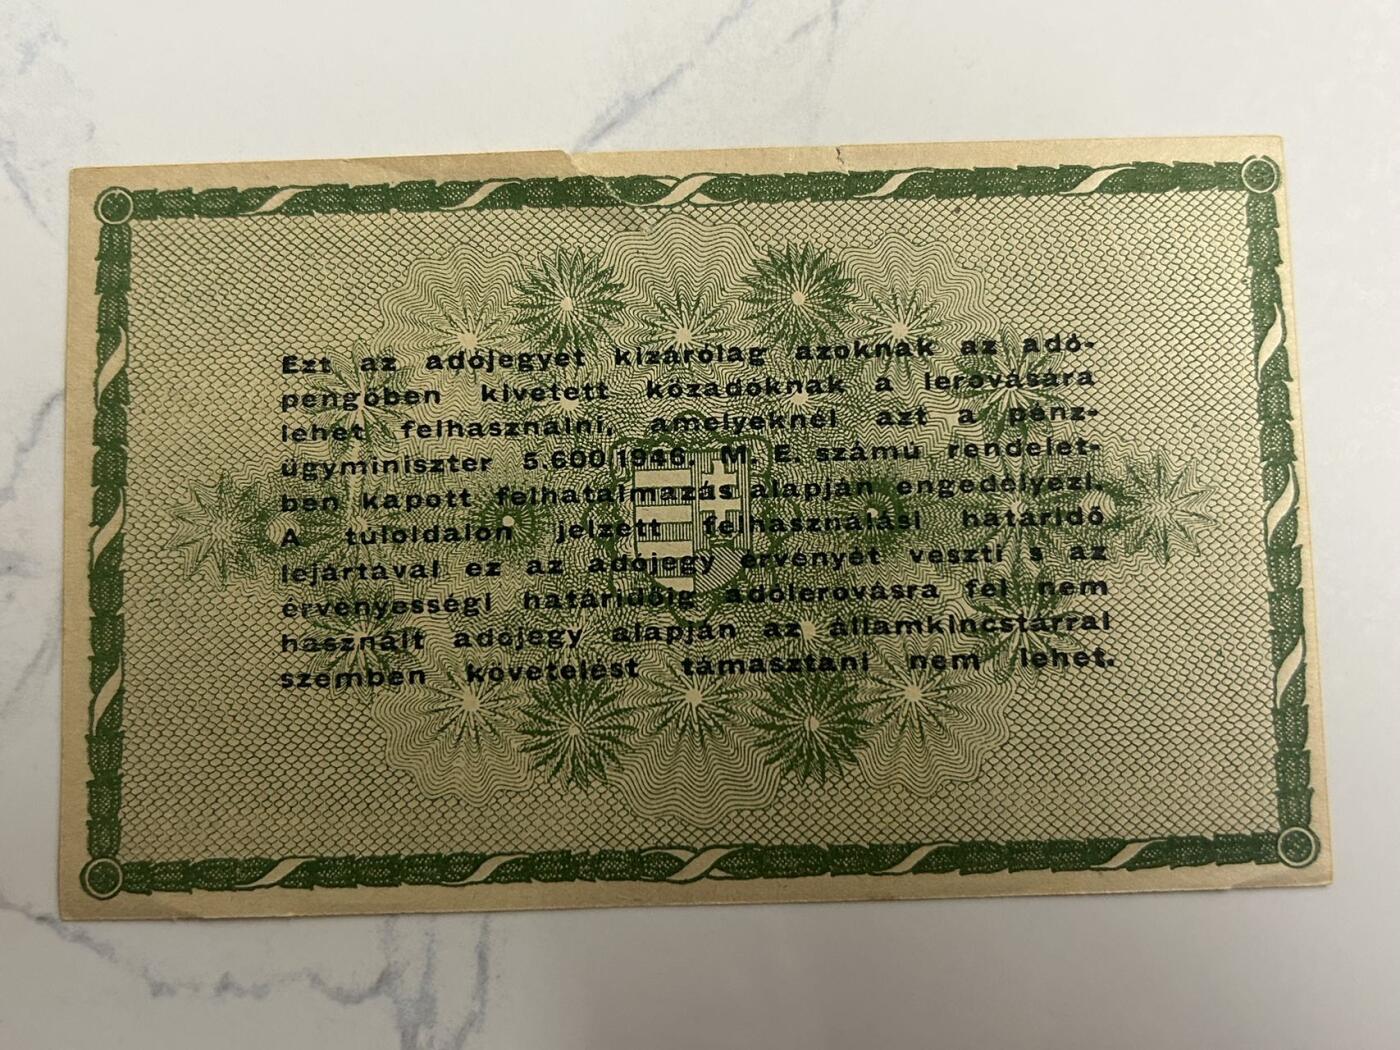 Ezt az adójegyet kizárólag azoknak az adó-
pengőben kivetett közadóknak a lerovására
lehet felhasználni, amelyeknél azt a pénz-
ügyminiszter 5.600/1946. M. E. számú rendelet-
ben kapott felhatalmazás alapján engedélyezi.
A túloldalon jelzett felhasználási határidő
lejártával ez az adójegy érvényét veszti s az
érvényességi határidőig adólerovásra fel nem
használt adójegy alapján az államkincstárral
szemben követelést támasztani nem lehet.